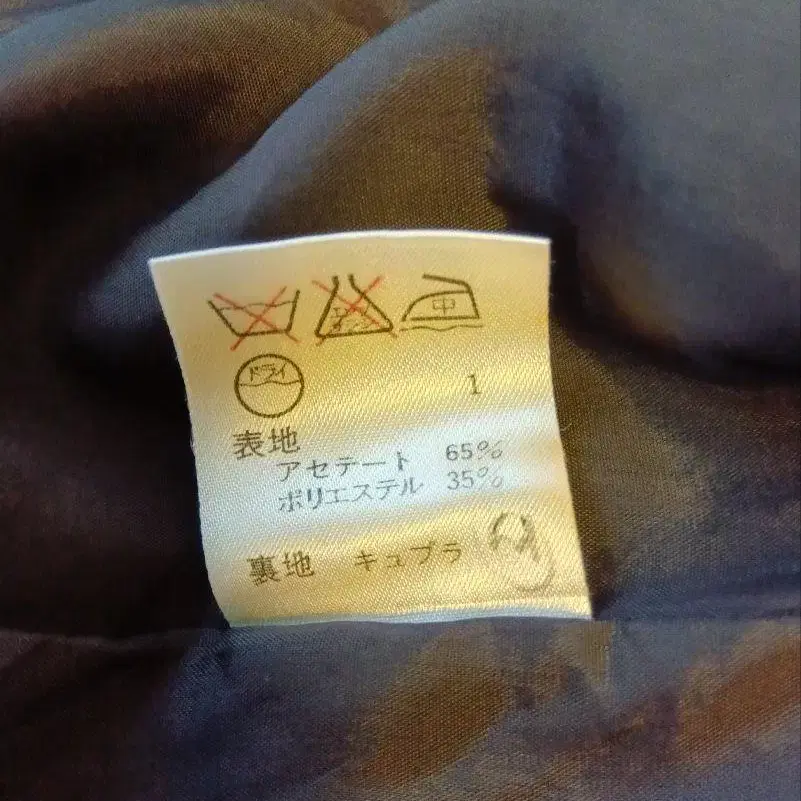 中
ドライ 1
表地
アセテート 65%
ポリエステル 35%
裏地 キュプラ